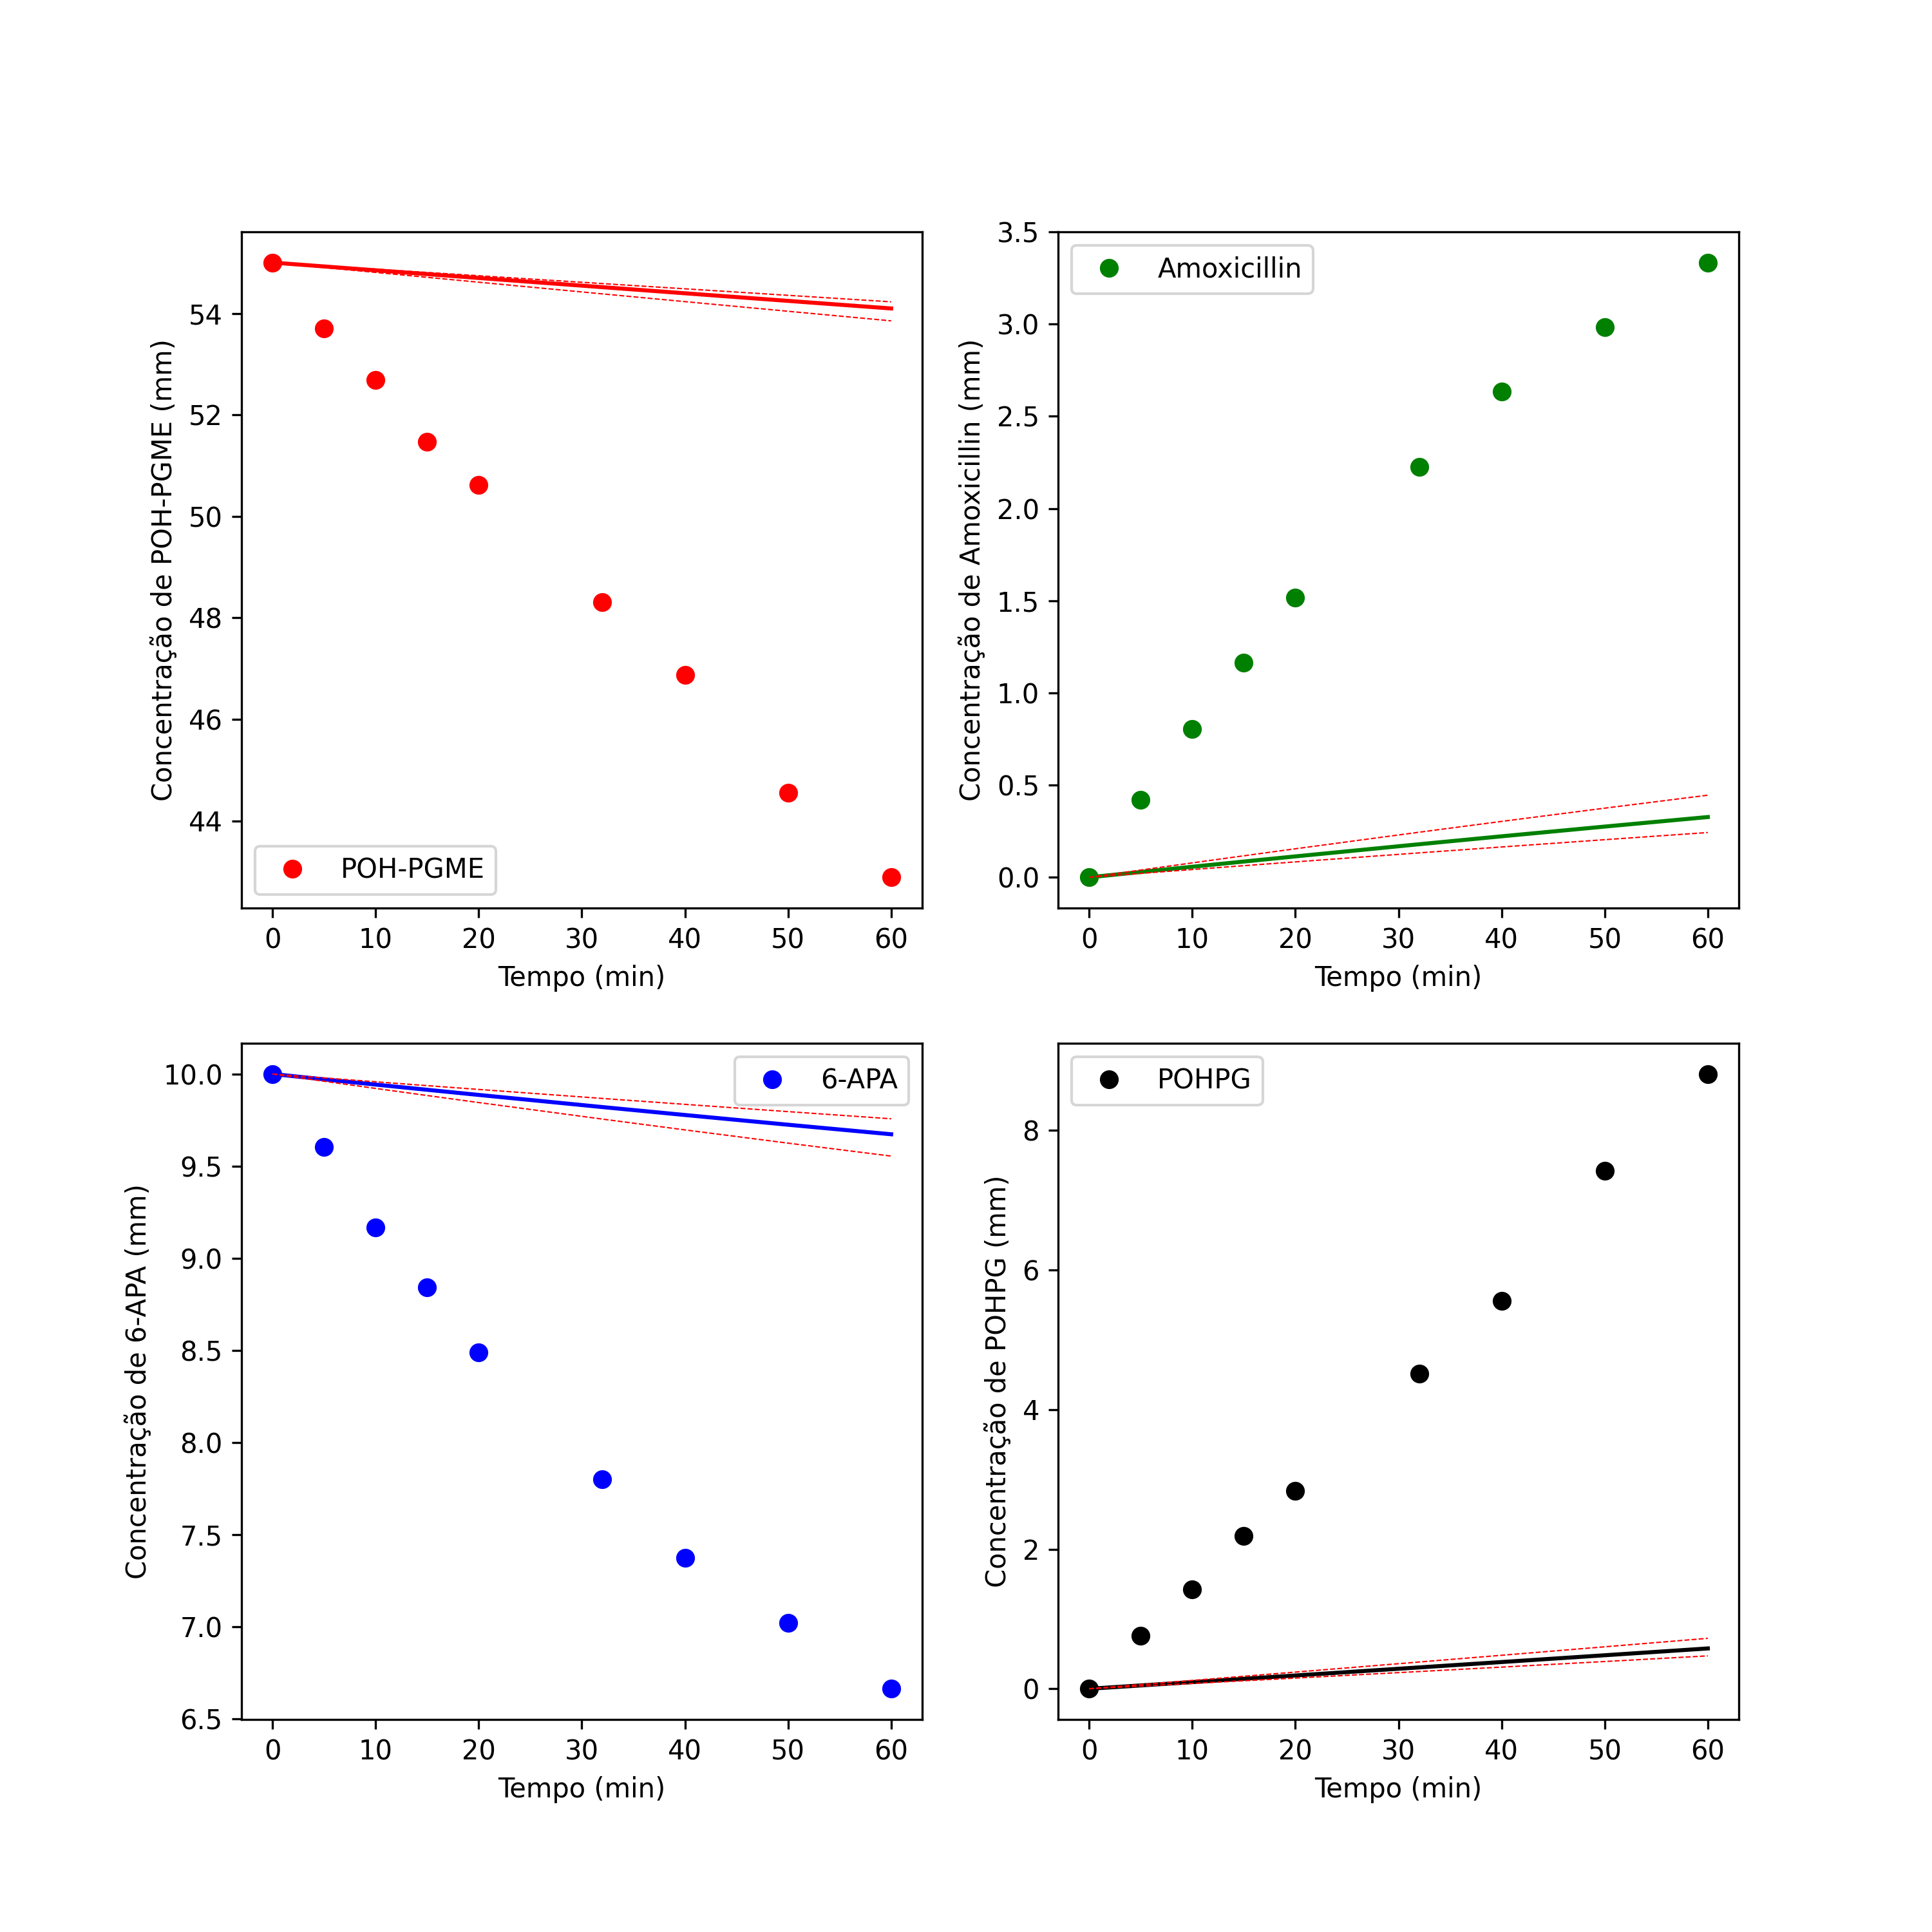 Concentração de POH-PGME (mm)
54
52
50
48
46
44
POH-PGME
0 10 20 30 40 50 60
Tempo (min)
Concentração de Amoxicillin (mm)
3.5
3.0
2.5
2.0
1.5
1.0
0.5
0.0
Amoxicillin
0 10 20 30 40 50 60
Tempo (min)
Concentração de 6-APA (mm)
10.0
9.5
9.0
8.5
8.0
7.5
7.0
6.5
6-APA
0 10 20 30 40 50 60
Tempo (min)
Concentração de POHPG (mm)
8
6
4
2
0
POHPG
0 10 20 30 40 50 60
Tempo (min)